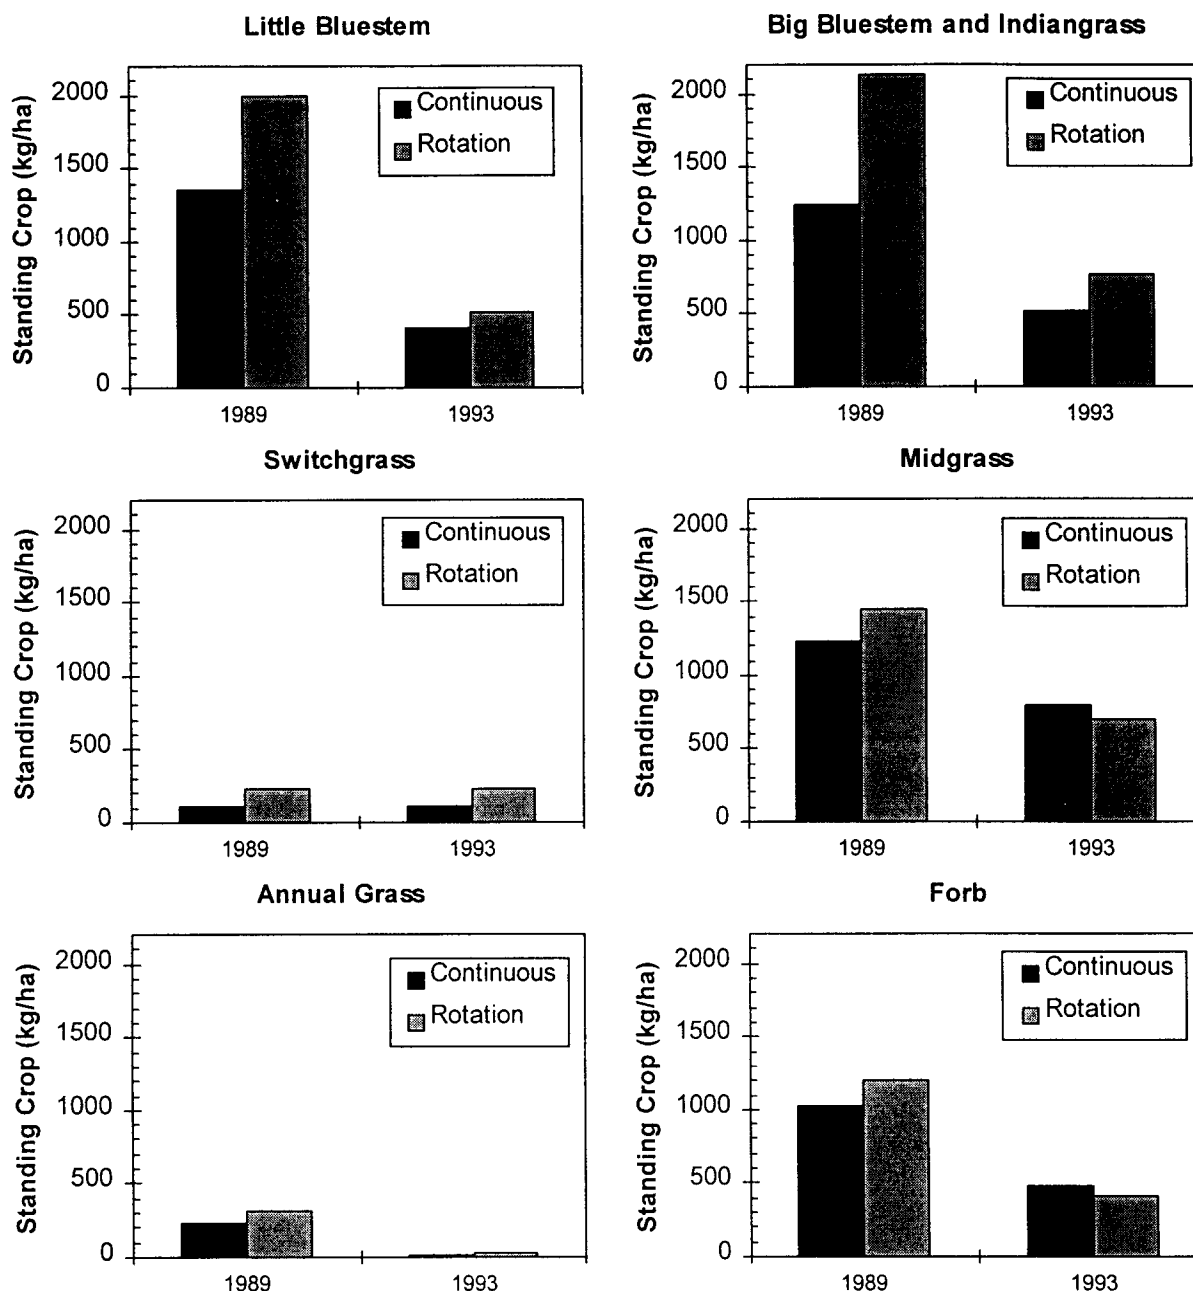 Little Bluestem
Standing Crop (kg/ha)
2000
1500
1000
500
0
Continuous
Rotation
1989
1993
Big Bluestem and Indiangrass
Standing Crop (kg/ha)
2000
1500
1000
500
0
Continuous
Rotation
1989
1993
Switchgrass
Standing Crop (kg/ha)
2000
1500
1000
500
0
Continuous
Rotation
1989
1993
Midgrass
Standing Crop (kg/ha)
2000
1500
1000
500
0
Continuous
Rotation
1989
1993
Annual Grass
Standing Crop (kg/ha)
2000
1500
1000
500
0
Continuous
Rotation
1989
1993
Forb
Standing Crop (kg/ha)
2000
1500
1000
500
0
Continuous
Rotation
1989
1993